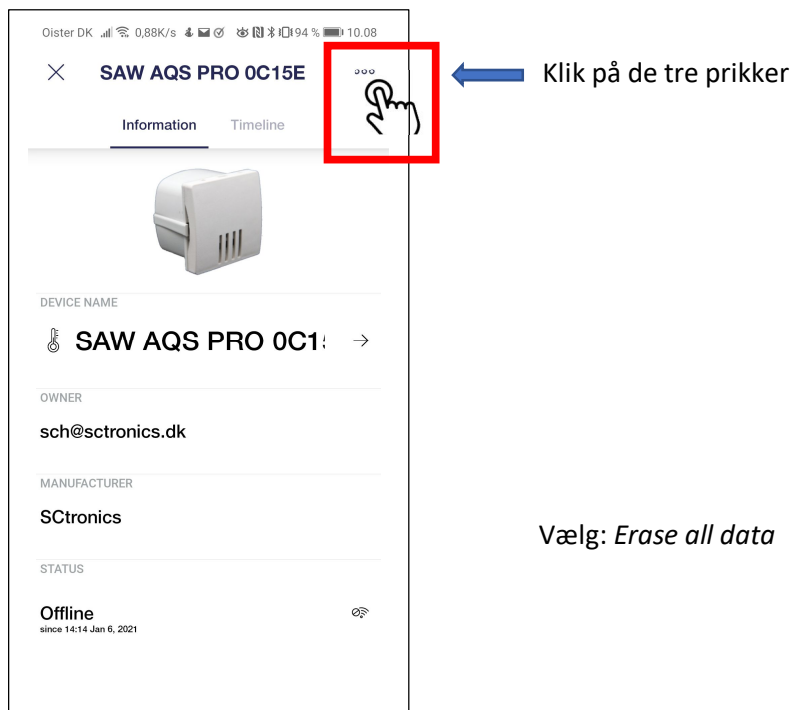 Oister DK 0,88K/s 94 % 10.08
SAW AQS PRO 0C15E
Klik på de tre prikker
Information Timeline
DEVICE NAME
SAW AQS PRO 0C1
OWNER
sch@sctronics.dk
MANUFACTURER
SCtronics
Vælg: Erase all data
STATUS
Offline
since 14:14 Jan 6, 2021